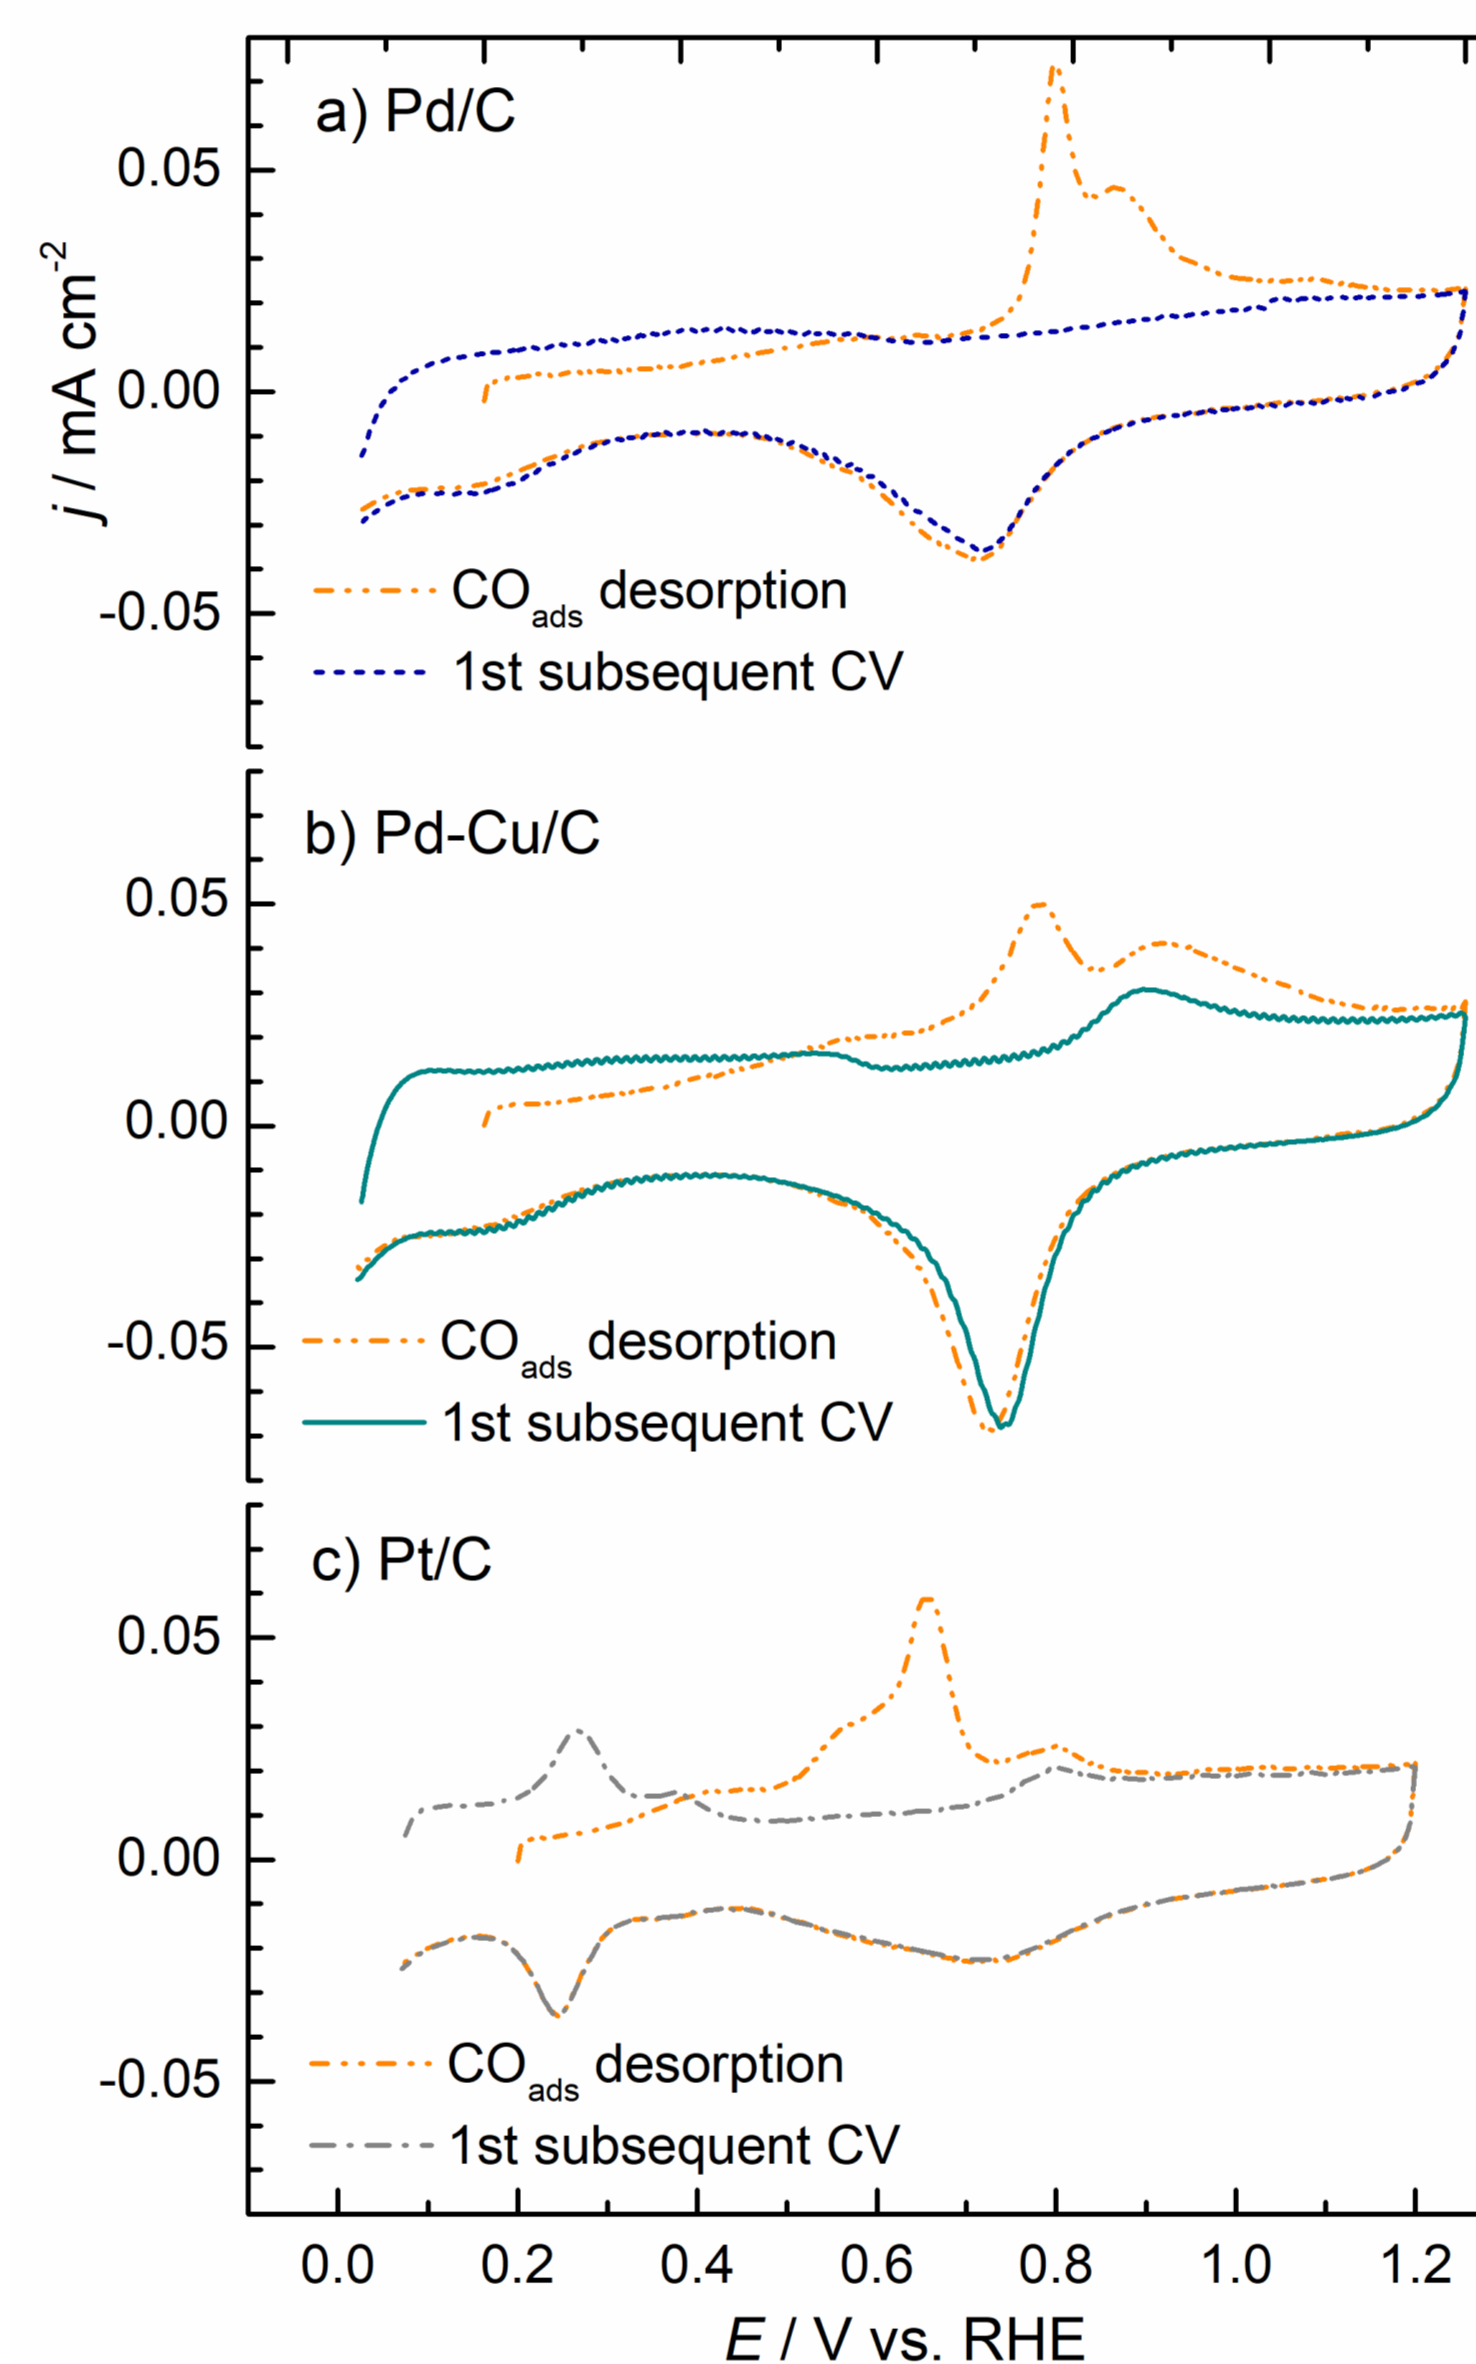 a) Pd/C
0.05
0.00
-0.05
j / mA cm-2
COads desorption
1st subsequent CV
b) Pd-Cu/C
0.05
0.00
-0.05
COads desorption
1st subsequent CV
c) Pt/C
0.05
0.00
-0.05
COads desorption
1st subsequent CV
0.0 0.2 0.4 0.6 0.8 1.0 1.2
E / V vs. RHE